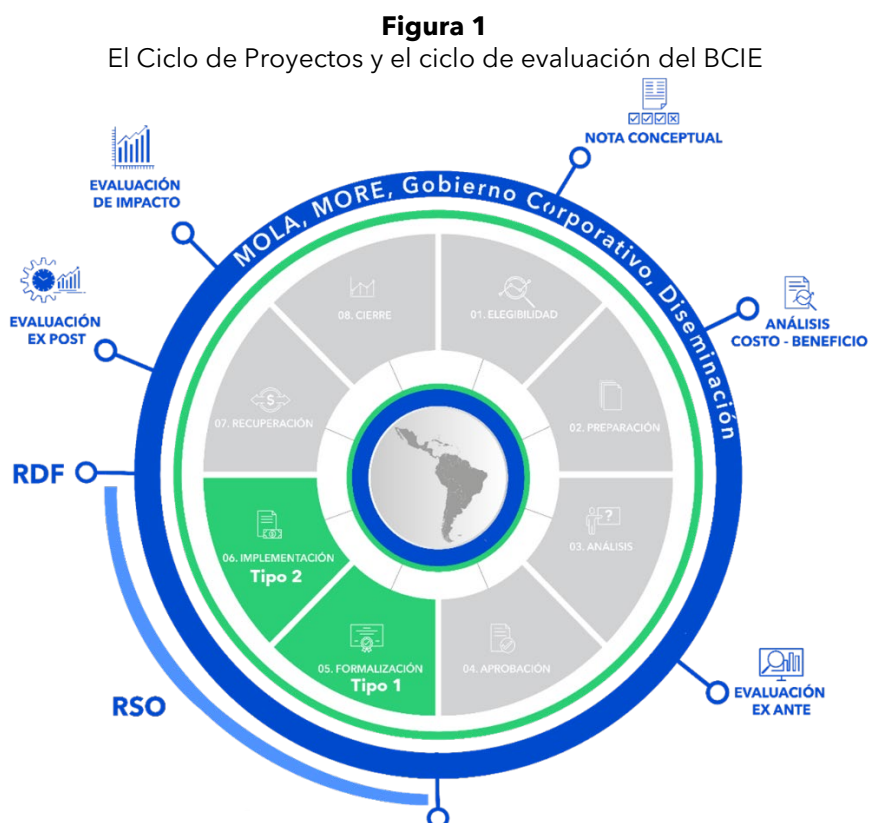 Figura 1
El Ciclo de Proyectos y el ciclo de evaluación del BCIE
NOTA CONCEPTUAL
EVALUACIÓN
DE IMPACTO
MOLA, MORE, Gobierno Corporativo, Diseminación
ANÁLISIS
COSTO - BENEFICIO
EVALUACIÓN
EX POST
08. CIERRE
01. ELEGIBILIDAD
07. RECUPERACIÓN
02. PREPARACIÓN
RDF
06. IMPLEMENTACIÓN
Tipo 2
03. ANÁLISIS
05. FORMALIZACIÓN
Tipo 1
04. APROBACIÓN
RSO
EVALUACIÓN
EX ANTE